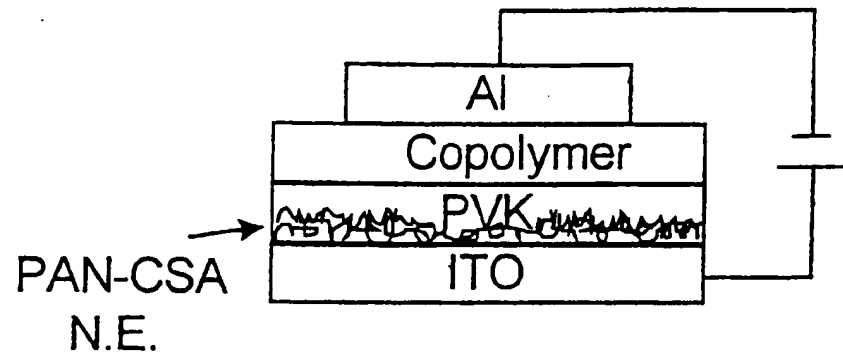 Al
Copolymer
PVK
ITO
PAN-CSA
N.E.